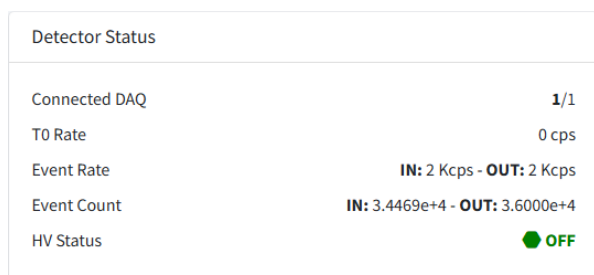 Detector Status
Connected DAQ 1/1
T0 Rate 0 cps
Event Rate IN: 2 Kcps - OUT: 2 Kcps
Event Count IN: 3.4469e+4 - OUT: 3.6000e+4
HV Status OFF